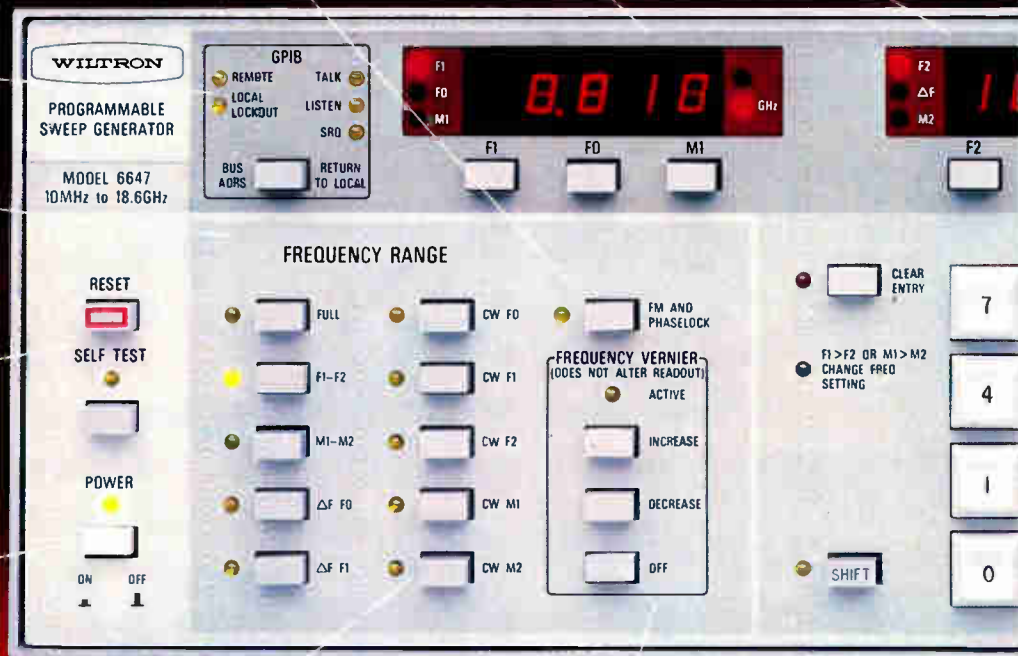 WILTRON
PROGRAMMABLE
SWEEP GENERATOR
MODEL 6647
10MHz to 18.6GHz
RESET
SELF TEST
POWER
ON OFF
GPIB
REMOTE TALK
LOCAL
LOCKOUT
LISTEN
SRQ
BUS
ADRS
RETURN
TO LOCAL
F1
F0
M1
8.818
GHz
F1 F0 M1
F2
ΔF
M2
F2
FREQUENCY RANGE
FULL
F1-F2
M1-M2
ΔF F0
ΔF F1
CW F0
CW F1
CW F2
CW M1
CW M2
FM AND
PHASELOCK
FREQUENCY VERNIER
(DOES NOT ALTER READOUT)
ACTIVE
INCREASE
DECREASE
OFF
CLEAR
ENTRY
F1>F2 OR M1>M2
CHANGE FREQ
SETTING
SHIFT
7
4
1
0